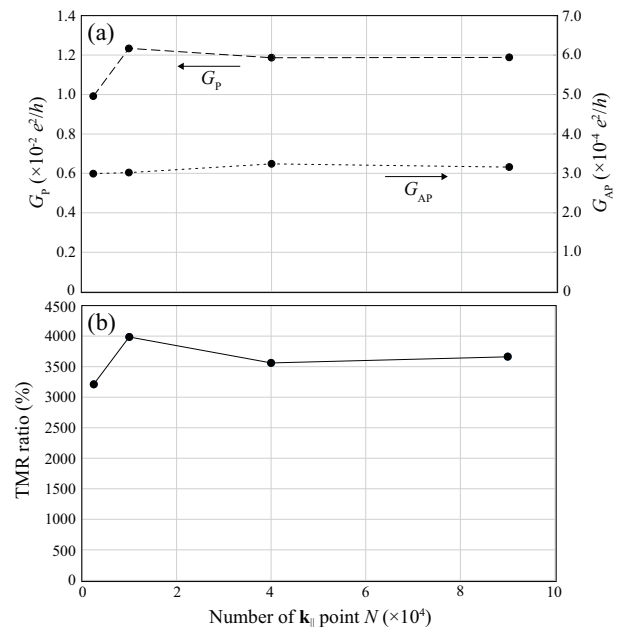 (a)
1.4
1.2
1.0
0.8
0.6
0.4
0.2
0
G_P (×10^-2 e^2/h)
7.0
6.0
5.0
4.0
3.0
2.0
1.0
0
G_AP (×10^-4 e^2/h)
G_P
G_AP
(b)
4500
4000
3500
3000
2500
2000
1500
1000
500
0
TMR ratio (%)
0 2 4 6 8 10
Number of k_|| point N (×10^4)